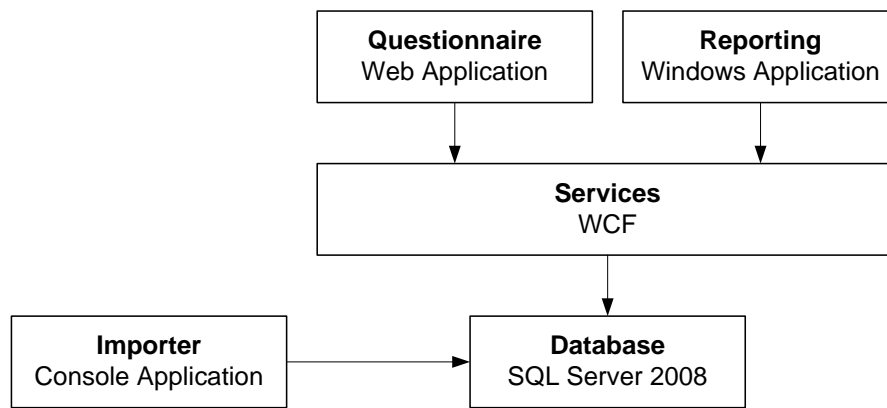 Questionnaire
Web Application
Reporting
Windows Application
Services
WCF
Importer
Console Application
Database
SQL Server 2008